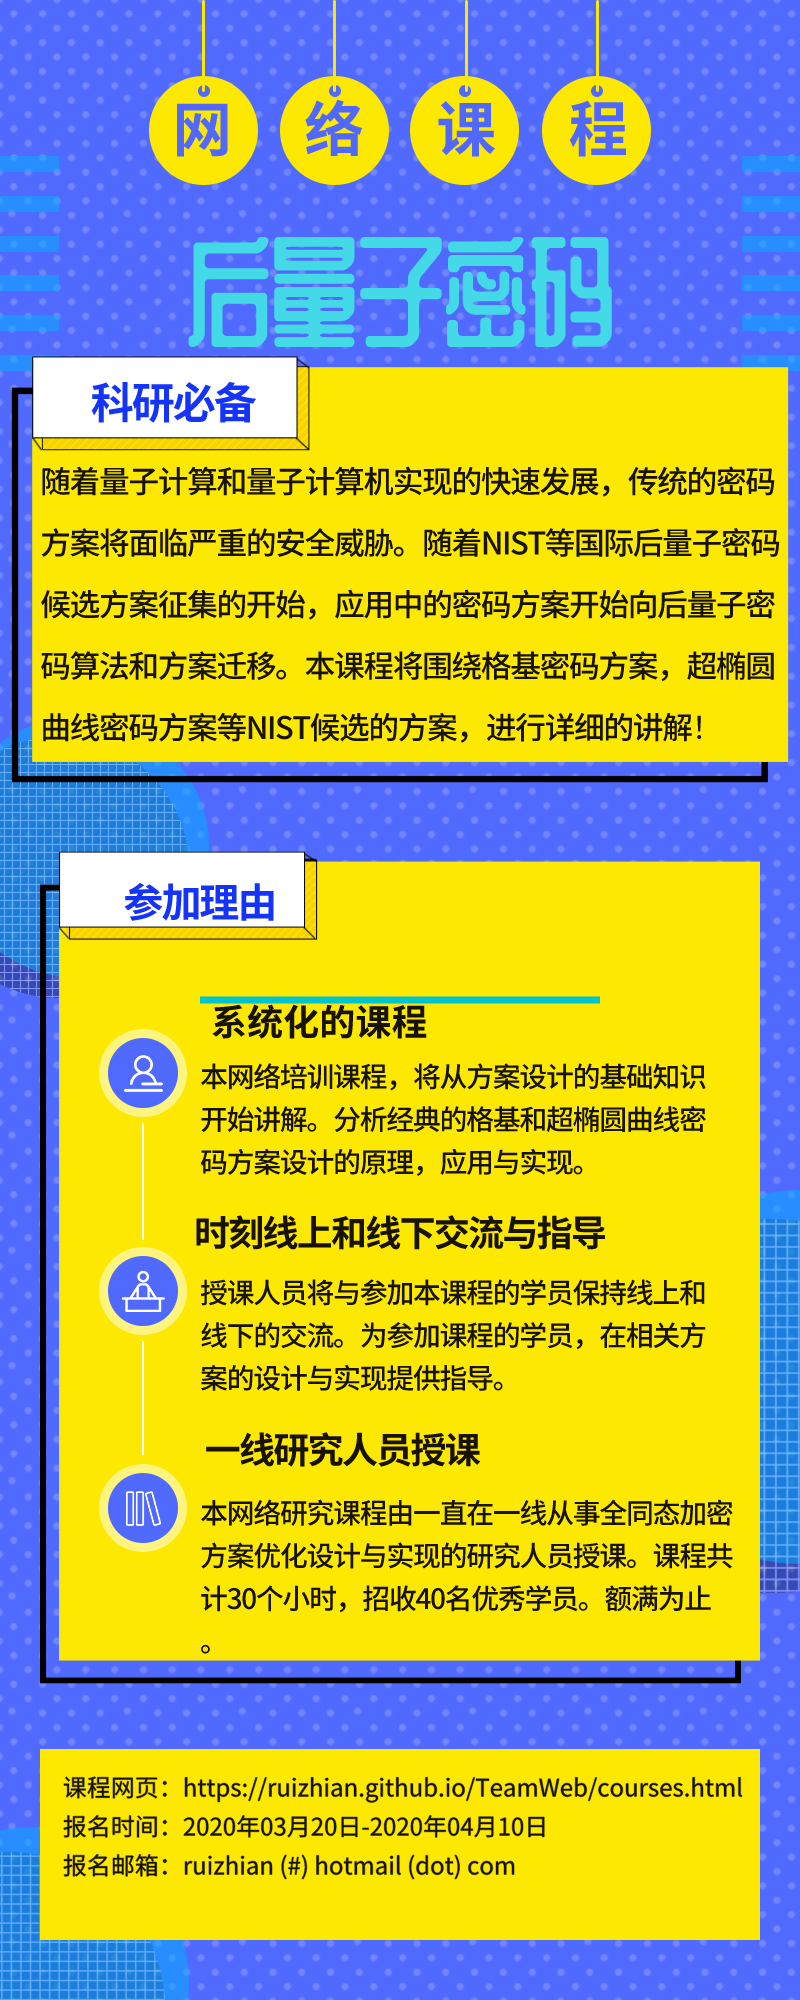 网 络 课 程
后量子密码
科研必备
随着量子计算和量子计算机实现的快速发展，传统的密码
方案将面临严重的安全威胁。随着NIST等国际后量子密码
候选方案征集的开始，应用中的密码方案开始向后量子密
码算法和方案迁移。本课程将围绕格基密码方案，超椭圆
曲线密码方案等NIST候选的方案，进行详细的讲解！
参加理由
系统化的课程
本网络培训课程，将从方案设计的基础知识
开始讲解。分析经典的格基和超椭圆曲线密
码方案设计的原理，应用与实现。
时刻线上和线下交流与指导
授课人员将与参加本课程的学员保持线上和
线下的交流。为参加课程的学员，在相关方
案的设计与实现提供指导。
一线研究人员授课
本网络研究课程由一直在一线从事全同态加密
方案优化设计与实现的研究人员授课。课程共
计30个小时，招收40名优秀学员。额满为止
。
课程网页：https://ruizhian.github.io/TeamWeb/courses.html
报名时间：2020年03月20日-2020年04月10日
报名邮箱：ruizhian (#) hotmail (dot) com